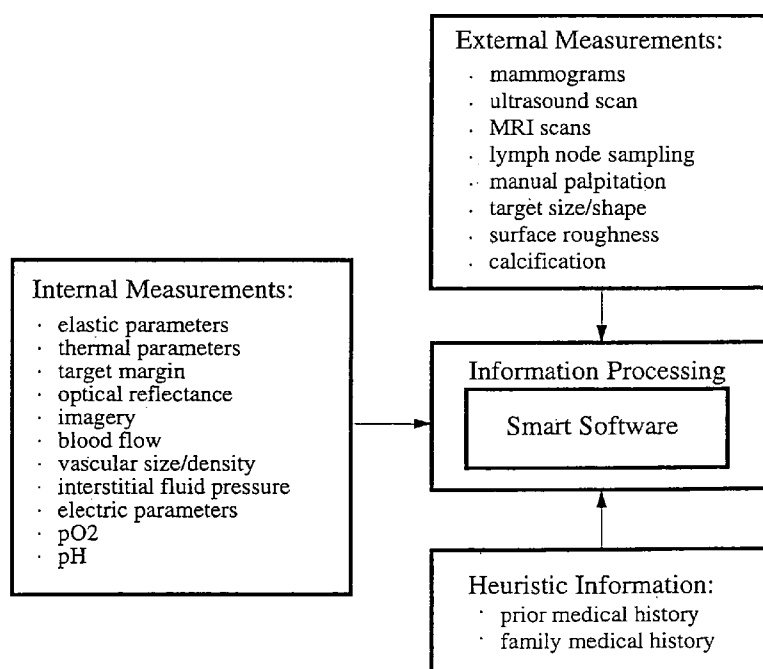 External Measurements:
· mammograms
· ultrasound scan
· MRI scans
· lymph node sampling
· manual palpitation
· target size/shape
· surface roughness
· calcification
Internal Measurements:
· elastic parameters
· thermal parameters
· target margin
· optical reflectance
· imagery
· blood flow
· vascular size/density
· interstitial fluid pressure
· electric parameters
· pO2
· pH
Information Processing
Smart Software
Heuristic Information:
· prior medical history
· family medical history